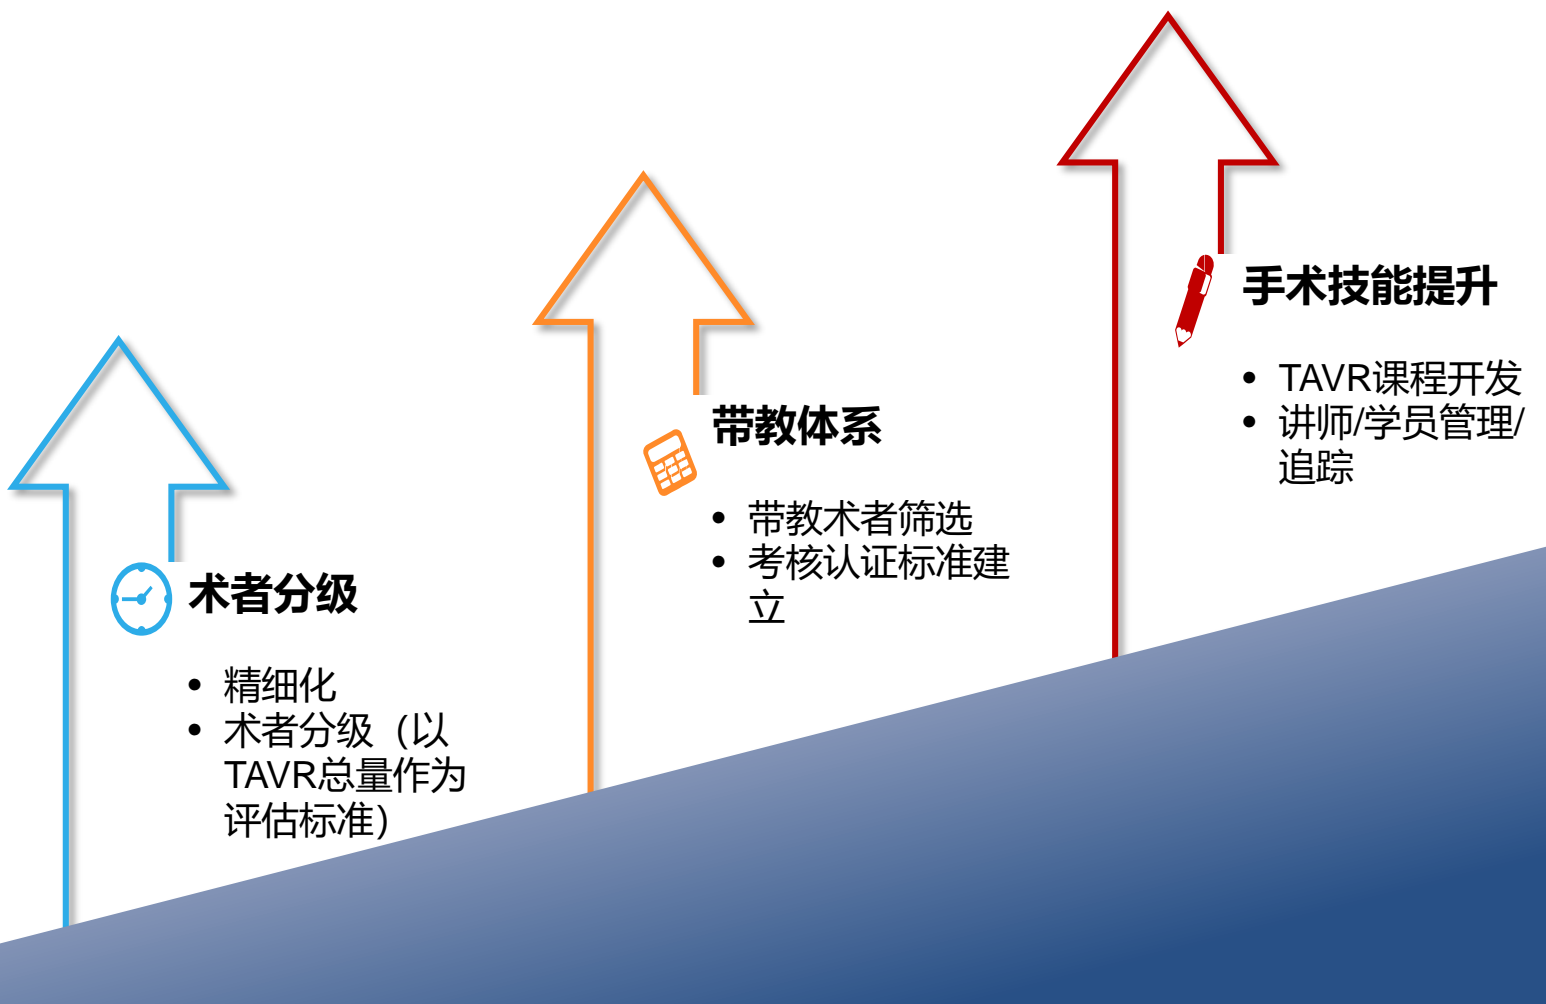 术者分级
• 精细化
• 术者分级（以
TAVR总量作为
评估标准）
带教体系
• 带教术者筛选
• 考核认证标准建
立
手术技能提升
• TAVR课程开发
• 讲师/学员管理/
追踪